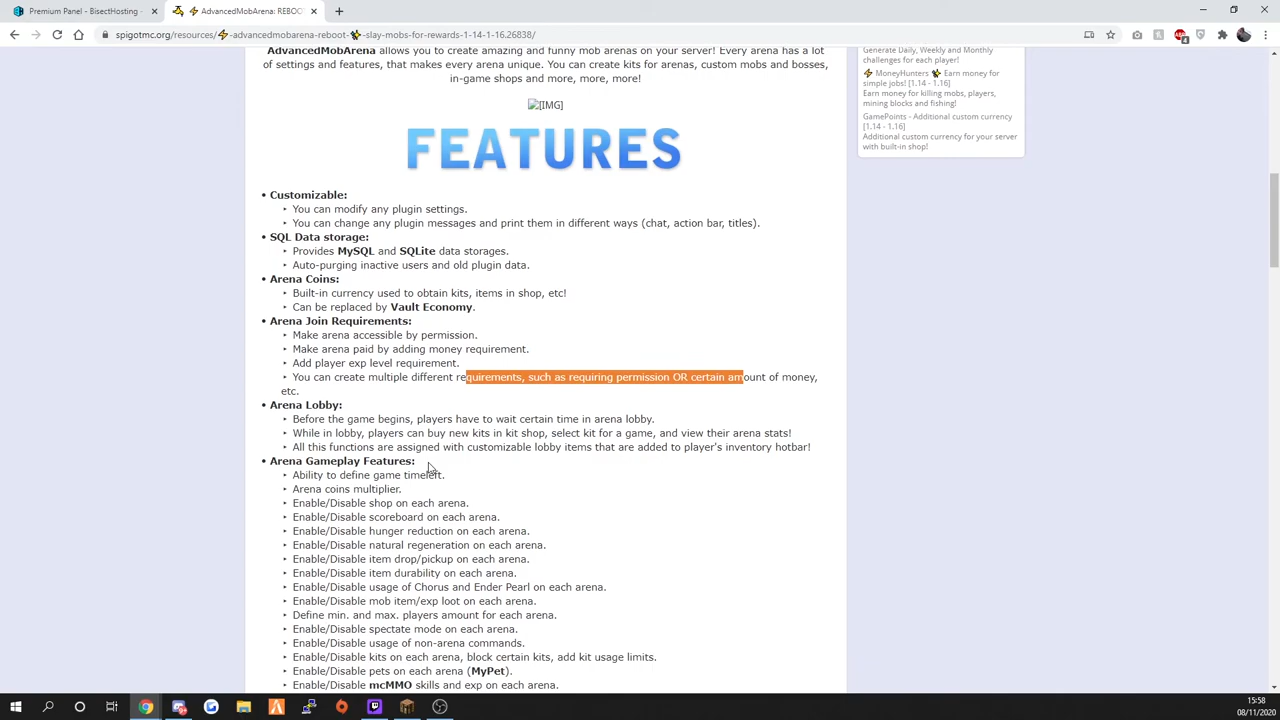 Premium Panel - BisectHosting -
AdvancedMobArena: REBOO
spigotmc.org/resources/⚡-advancedmobarena-reboot-✨-slay-mobs-for-rewards-1-14-1-16.26838/
AdvancedMobArena allows you to create amazing and funny mob arenas on your server! Every arena has a lot
of settings and features, that makes every arena unique. You can create kits for arenas, custom mobs and bosses,
in-game shops and more, more, more!
[IMG]
FEATURES
• Customizable:
‣ You can modify any plugin settings.
‣ You can change any plugin messages and print them in different ways (chat, action bar, titles).
• SQL Data storage:
‣ Provides MySQL and SQLite data storages.
‣ Auto-purging inactive users and old plugin data.
• Arena Coins:
‣ Built-in currency used to obtain kits, items in shop, etc!
‣ Can be replaced by Vault Economy.
• Arena Join Requirements:
‣ Make arena accessible by permission.
‣ Make arena paid by adding money requirement.
‣ Add player exp level requirement.
‣ You can create multiple different requirements, such as requiring permission OR certain amount of money,
etc.
• Arena Lobby:
‣ Before the game begins, players have to wait certain time in arena lobby.
‣ While in lobby, players can buy new kits in kit shop, select kit for a game, and view their arena stats!
‣ All this functions are assigned with customizable lobby items that are added to player's inventory hotbar!
• Arena Gameplay Features:
‣ Ability to define game timeleft.
‣ Arena coins multiplier.
‣ Enable/Disable shop on each arena.
‣ Enable/Disable scoreboard on each arena.
‣ Enable/Disable hunger reduction on each arena.
‣ Enable/Disable natural regeneration on each arena.
‣ Enable/Disable item drop/pickup on each arena.
‣ Enable/Disable item durability on each arena.
‣ Enable/Disable usage of Chorus and Ender Pearl on each arena.
‣ Enable/Disable mob item/exp loot on each arena.
‣ Define min. and max. players amount for each arena.
‣ Enable/Disable spectate mode on each arena.
‣ Enable/Disable usage of non-arena commands.
‣ Enable/Disable kits on each arena, block certain kits, add kit usage limits.
‣ Enable/Disable pets on each arena (MyPet).
‣ Enable/Disable mcMMO skills and exp on each arena.
Generate Daily, Weekly and Monthly
challenges for each player!
⚡ MoneyHunters ✨ Earn money for
simple jobs! [1.14 - 1.16]
Earn money for killing mobs, players,
mining blocks and fishing!
GamePoints - Additional custom currency
[1.14 - 1.16]
Additional custom currency for your server
with built-in shop!
4
15:58
08/11/2020